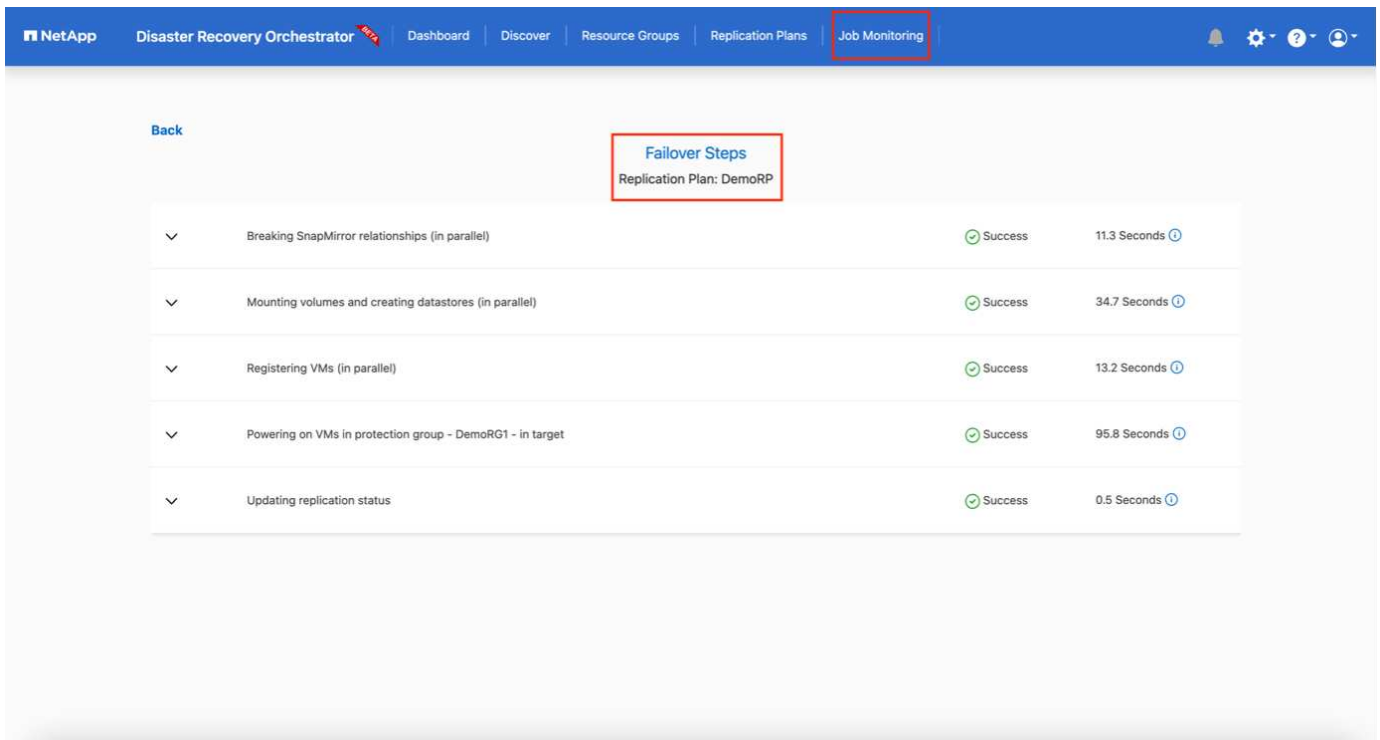 NetApp Disaster Recovery Orchestrator BETA Dashboard Discover Resource Groups Replication Plans Job Monitoring
Back
Failover Steps
Replication Plan: DemoRP
Breaking SnapMirror relationships (in parallel) Success 11.3 Seconds
Mounting volumes and creating datastores (in parallel) Success 34.7 Seconds
Registering VMs (in parallel) Success 13.2 Seconds
Powering on VMs in protection group - DemoRG1 - in target Success 95.8 Seconds
Updating replication status Success 0.5 Seconds